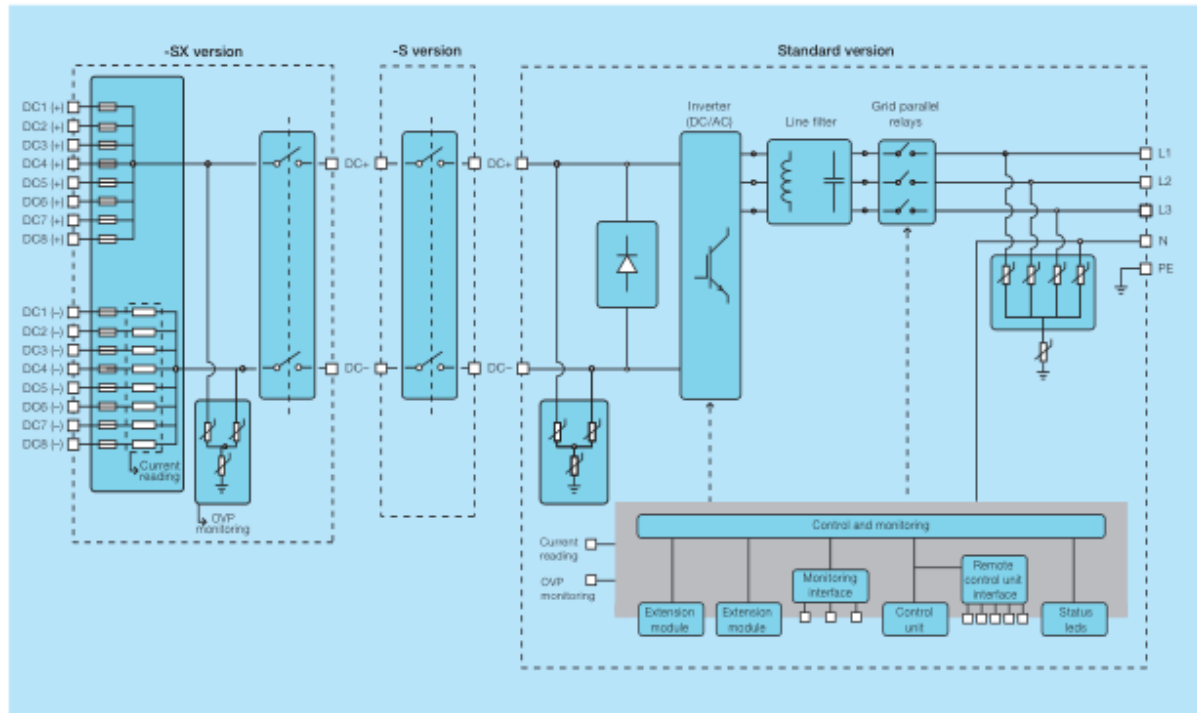 -SX version
-S version
Standard version
DC1 (+)
DC2 (+)
DC3 (+)
DC4 (+)
DC5 (+)
DC6 (+)
DC7 (+)
DC8 (+)
DC1 (–)
DC2 (–)
DC3 (–)
DC4 (–)
DC5 (–)
DC6 (–)
DC7 (–)
DC8 (–)
Current
reading
OVP
monitoring
DC+
DC−
DC+
DC−
Inverter
(DC/AC)
Line filter
Grid parallel
relays
L1
L2
L3
N
PE
Current
reading
OVP
monitoring
Control and monitoring
Extension
module
Extension
module
Monitoring
interface
Control
unit
Remote
control unit
interface
Status
leds